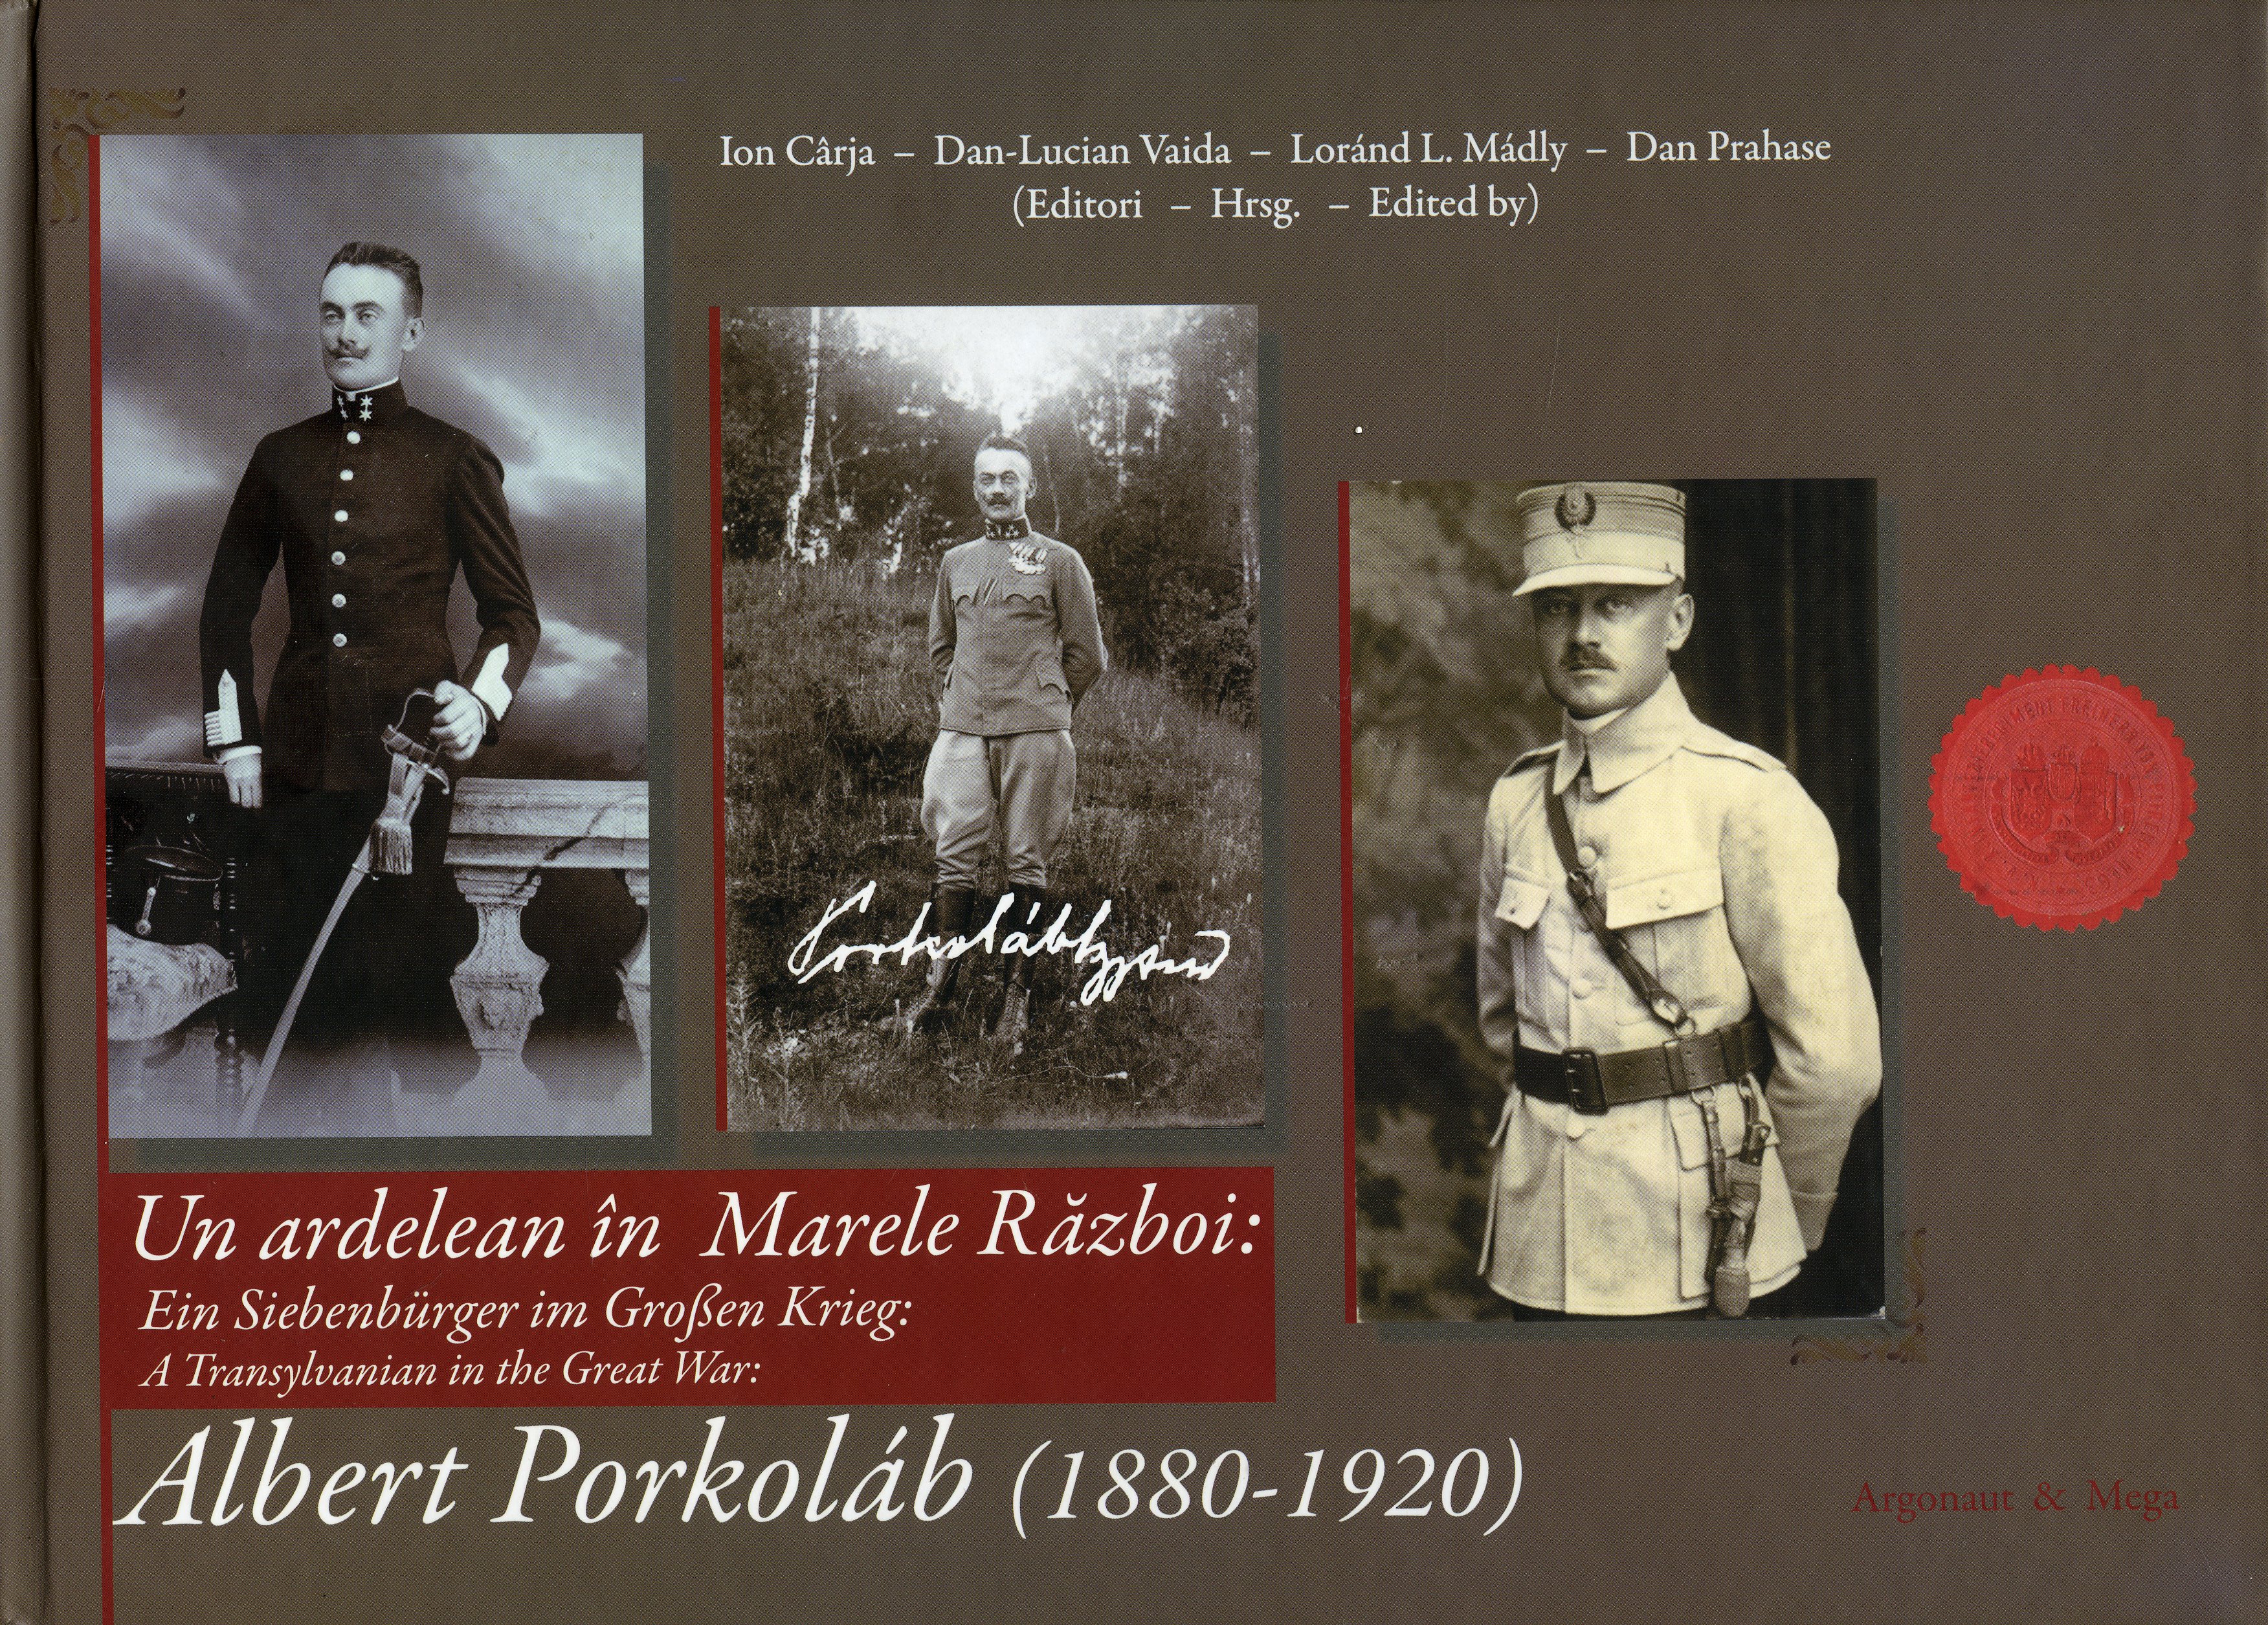 Ion Cârja – Dan-Lucian Vaida – Loránd L. Mádly – Dan Prahase
(Editori – Hrsg. – Edited by)
Un ardelean în Marele Război:
Ein Siebenbürger im Großen Krieg:
A Transylvanian in the Great War:
Albert Porkoláb (1880-1920)
Argonaut & Mega